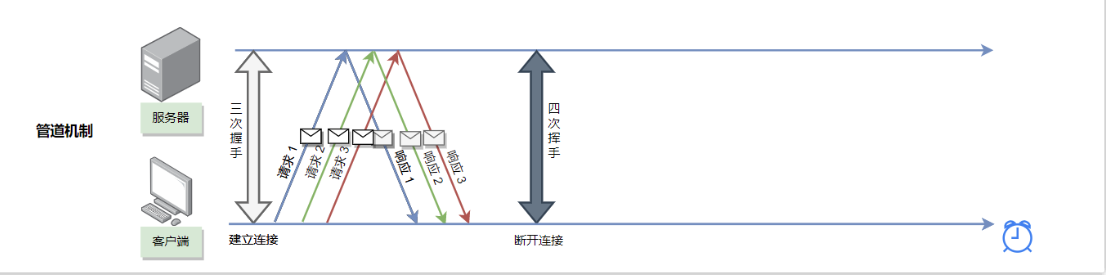 管道机制
服务器
客户端
三次握手
建立连接
请求 1
请求 2
请求 3
响应 1
响应 2
响应 3
四次挥手
断开连接